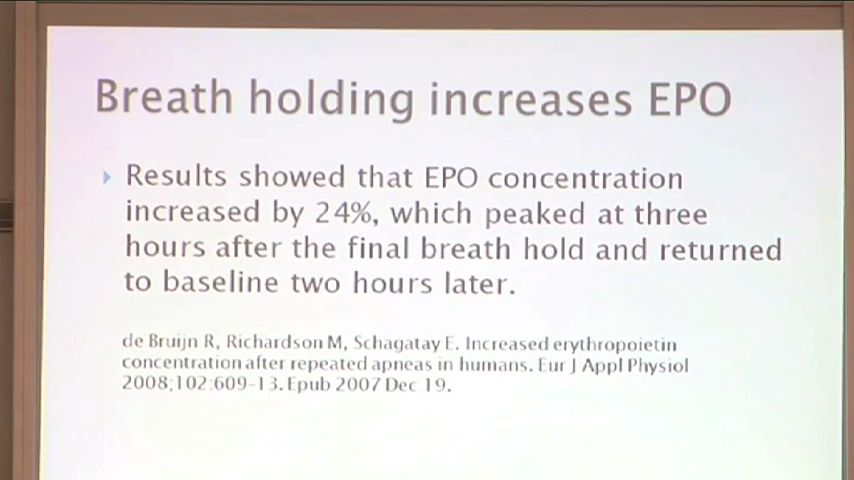 Breath holding increases EPO
Results showed that EPO concentration
increased by 24%, which peaked at three
hours after the final breath hold and returned
to baseline two hours later.
de Bruijn R, Richardson M, Schagatay E. Increased erythropoietin
concentration after repeated apneas in humans. Eur J Appl Physiol
2008;102:609-13. Epub 2007 Dec 19.